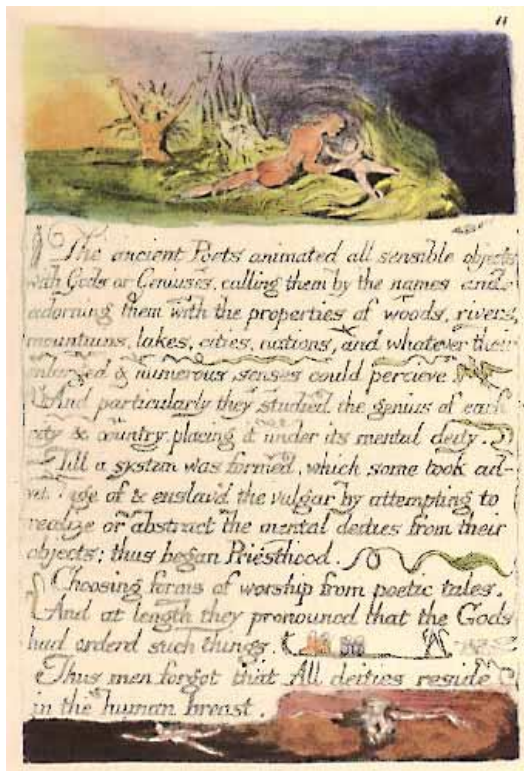 11
The ancient Poets animated all sensible objects
with Gods or Geniuses, calling them by the names and
adorning them with the properties of woods, rivers,
mountains, lakes, cities, nations, and whatever their
enlarged & numerous senses could percieve.
And particularly they studied the genius of each
city & country, placing it under its mental deity.
Till a system was formed, which some took ad-
vantage of & enslav'd the vulgar by attempting to
realize or abstract the mental deities from their
objects; thus began Priesthood.
Choosing forms of worship from poetic tales.
And at length they pronouncd that the Gods
had orderd such things.
Thus men forgot that All deities reside
in the human breast.